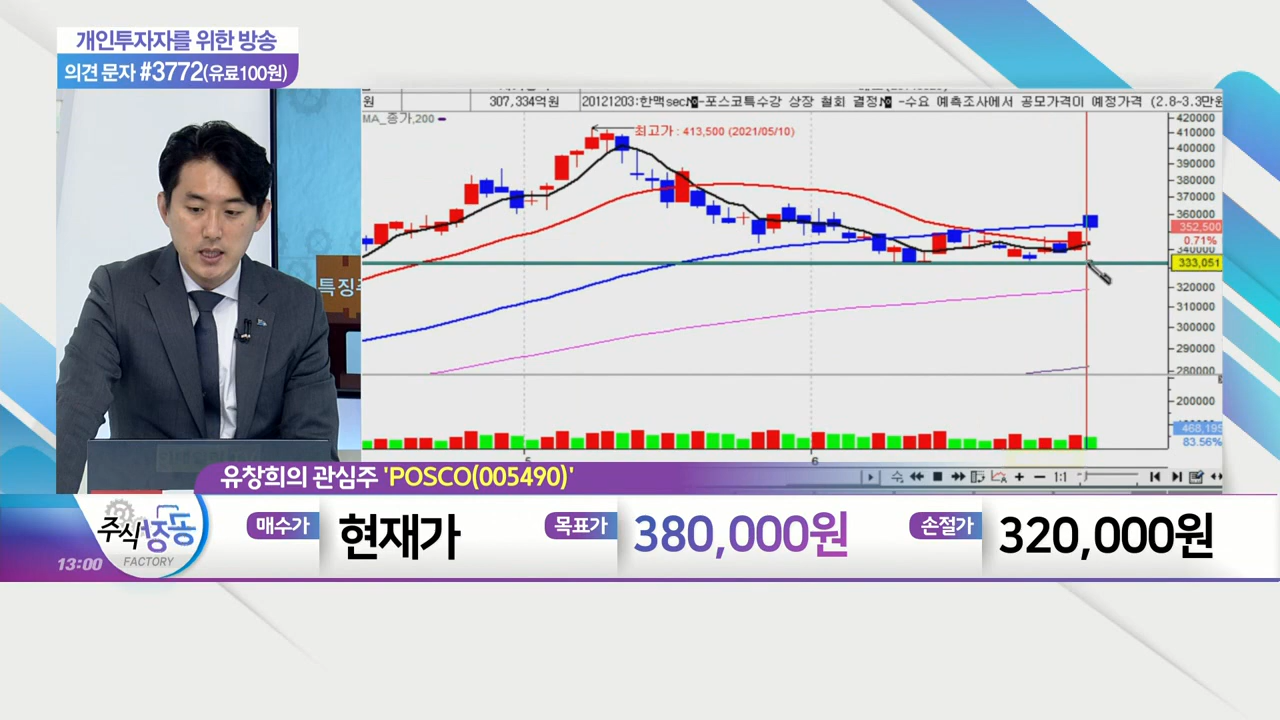 개인투자자를 위한 방송
의견 문자 #3772(유료100원)
원 307,334억원 20121203:한맥sec -포스코특수강 상장 철회 결정 -수요 예측조사에서 공모가격이 예정가격 (2.8-3.3만원
MA_종가,200
최고가 : 413,500 (2021/05/10)
420000
410000
400000
390000
380000
370000
360000
352,500
0.71%
340000
333,051
320000
310000
300000
290000
280000
200000
468,195
83.56%
특징주
5
6
1:1
유창희의 관심주 'POSCO(005490)'
주식창동
FACTORY
13:00
매수가 현재가 목표가 380,000원 손절가 320,000원